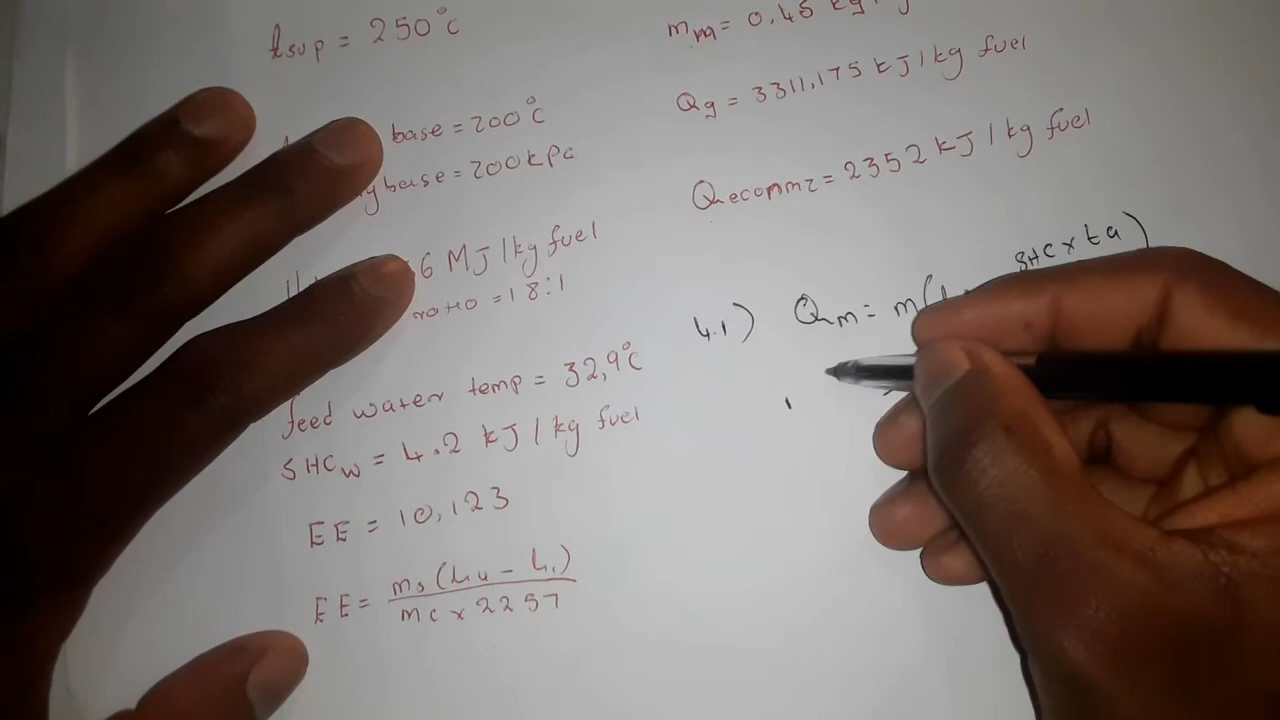 tsup = 250°C
base = 200°C
base = 200kPa
6 MJ/kg fuel
= 18:1
feed water temp = 32,9°C
SHCw = 4.2 kJ/kg fuel
EE = 10,123
EE = ms (h4 - h1)
mc x 2257
mm = 0.45 kg
Qg = 3311,175 kJ/kg fuel
Qeconmz = 2352 kJ/kg fuel
SHC x ta)
4.1) Qm = m(